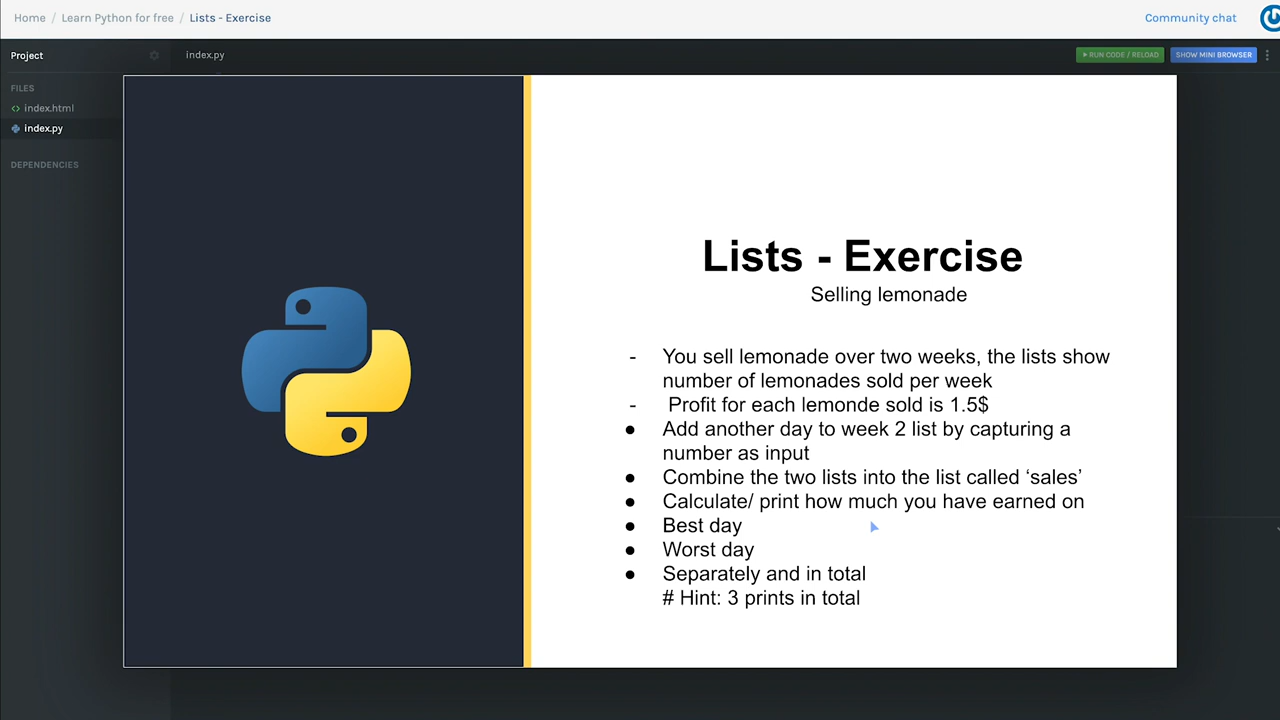 Home / Learn Python for free / Lists - Exercise
Community chat
Project
index.py
RUN CODE / RELOAD
SHOW MINI BROWSER
FILES
index.html
index.py
DEPENDENCIES
Lists - Exercise
Selling lemonade
- You sell lemonade over two weeks, the lists show
number of lemonades sold per week
- Profit for each lemonde sold is 1.5$
● Add another day to week 2 list by capturing a
number as input
● Combine the two lists into the list called ‘sales’
● Calculate/ print how much you have earned on
● Best day
● Worst day
● Separately and in total
# Hint: 3 prints in total